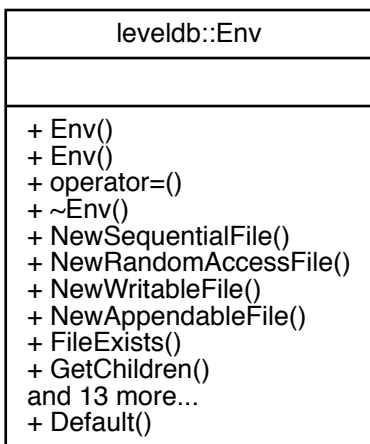 leveldb::Env
+ Env()
+ Env()
+ operator=()
+ ~Env()
+ NewSequentialFile()
+ NewRandomAccessFile()
+ NewWritableFile()
+ NewAppendableFile()
+ FileExists()
+ GetChildren()
and 13 more...
+ Default()